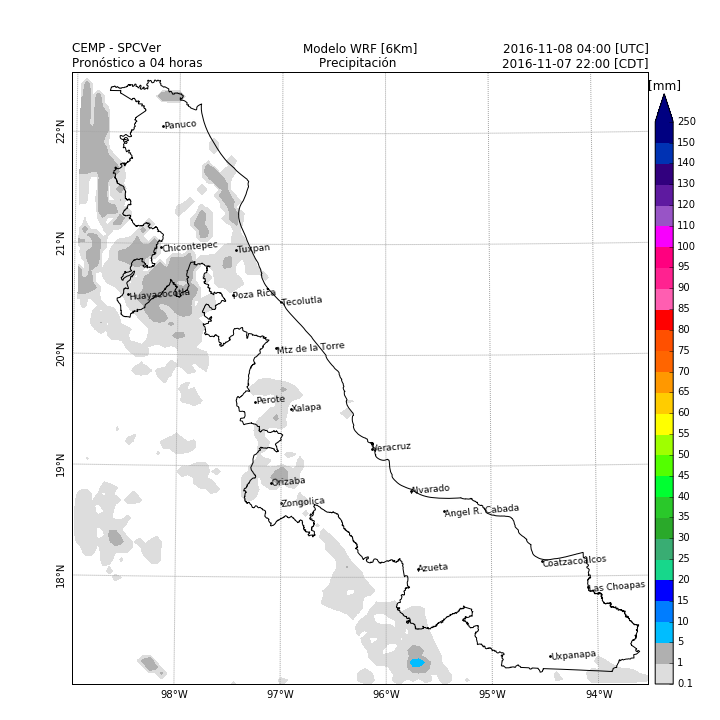 CEMP - SPCVer
Modelo WRF [6Km]
2016-11-08 04:00 [UTC]
Pronóstico a 04 horas
Precipitación
2016-11-07 22:00 [CDT]
[mm]
250
150
140
130
120
110
100
95
90
85
80
75
70
65
60
55
50
45
40
35
30
25
20
15
10
5
1
0.1
22°N
21°N
20°N
19°N
18°N
Panuco
Chicontepec
Tuxpan
Huayacocotla
Poza Rica
Tecolutla
Mtz de la Torre
Perote
Xalapa
Veracruz
Orizaba
Alvarado
Zongolica
Angel R. Cabada
Azueta
Coatzacoalcos
Las Choapas
Uxpanapa
98°W
97°W
96°W
95°W
94°W